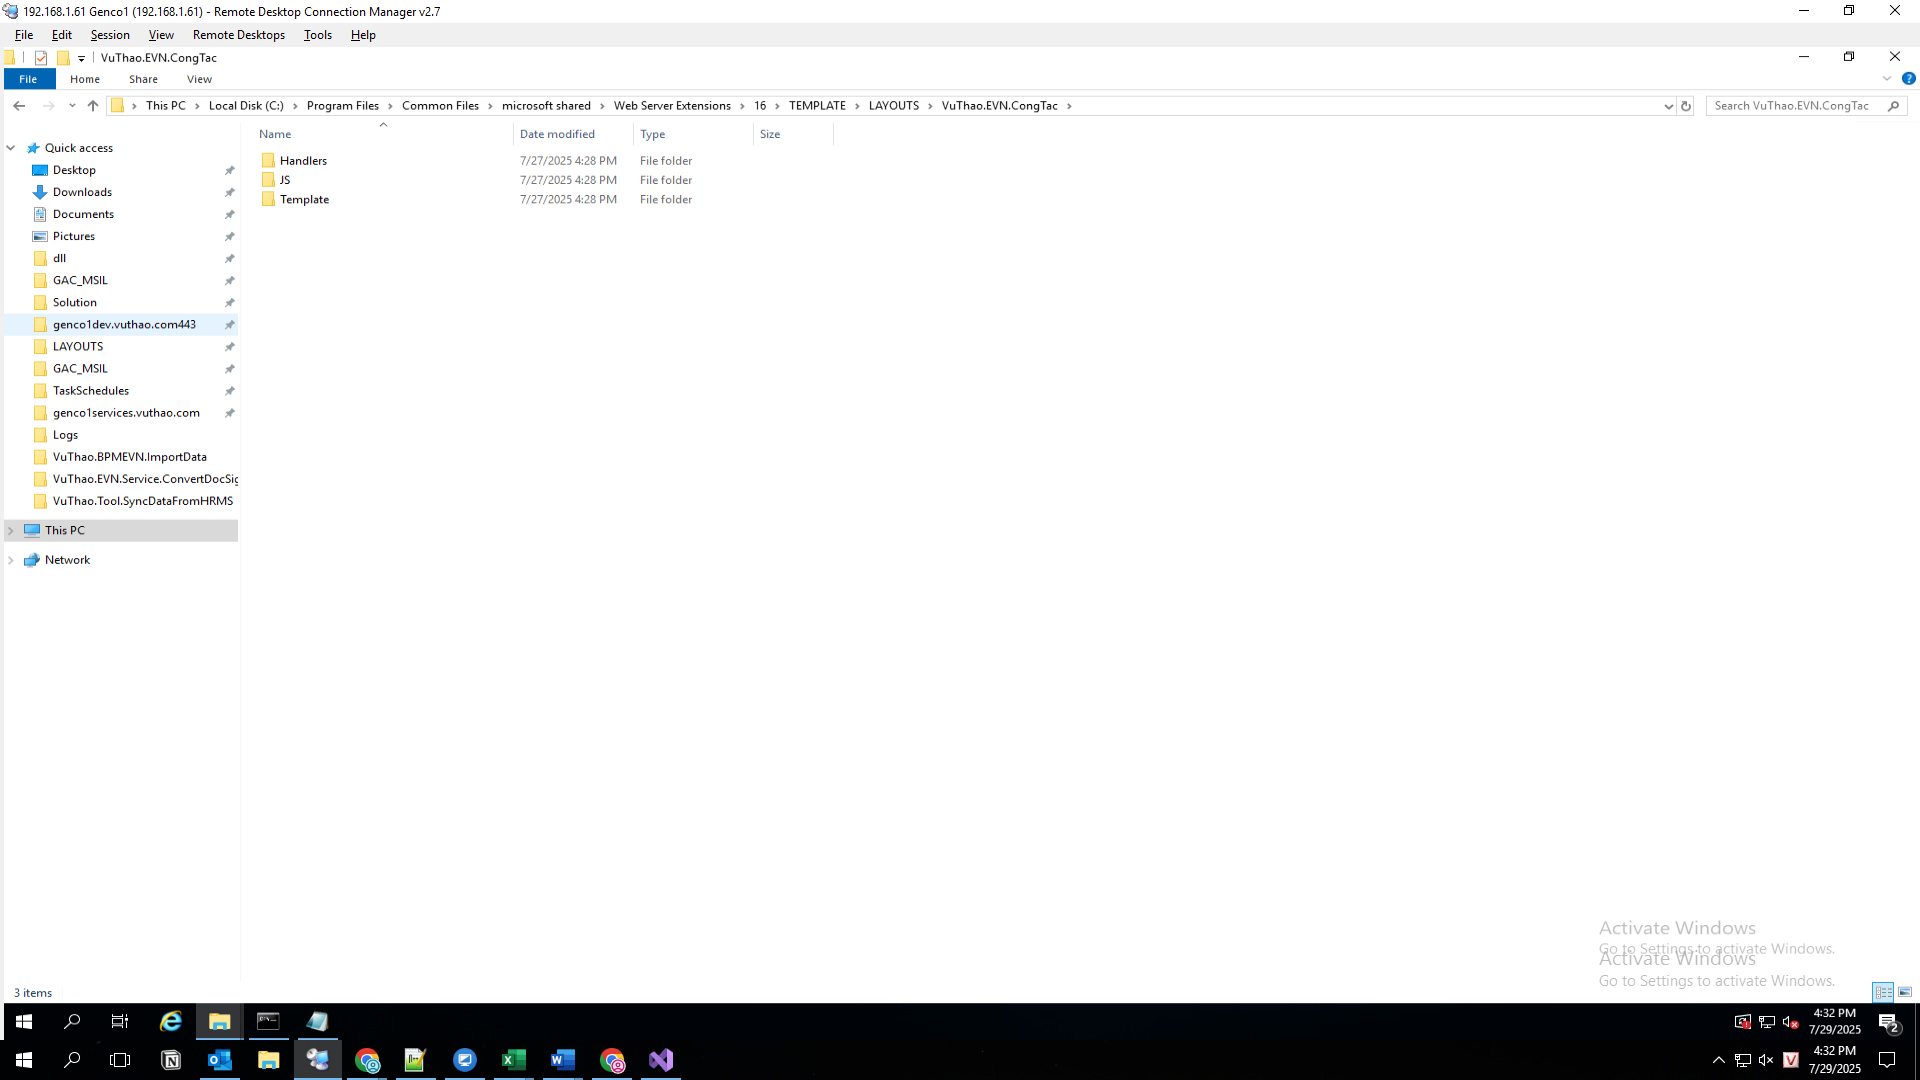 192.168.1.61 Genco1 (192.168.1.61) - Remote Desktop Connection Manager v2.7
File Edit Session View Remote Desktops Tools Help
VuThao.EVN.CongTac
File Home Share View
This PC Local Disk (C:) Program Files Common Files microsoft shared Web Server Extensions 16 TEMPLATE LAYOUTS VuThao.EVN.CongTac
Search VuThao.EVN.CongTac
Name Date modified Type Size
Handlers 7/27/2025 4:28 PM File folder
JS 7/27/2025 4:28 PM File folder
Template 7/27/2025 4:28 PM File folder
Quick access
Desktop
Downloads
Documents
Pictures
dll
GAC_MSIL
Solution
genco1dev.vuthao.com443
LAYOUTS
GAC_MSIL
TaskSchedules
genco1services.vuthao.com
Logs
VuThao.BPMEVN.ImportData
VuThao.EVN.Service.ConvertDocSig
VuThao.Tool.SyncDataFromHRMS
This PC
Network
Activate Windows
Go to Settings to activate Windows.
Activate Windows
Go to Settings to activate Windows.
3 items
4:32 PM
7/29/2025
2
4:32 PM
7/29/2025